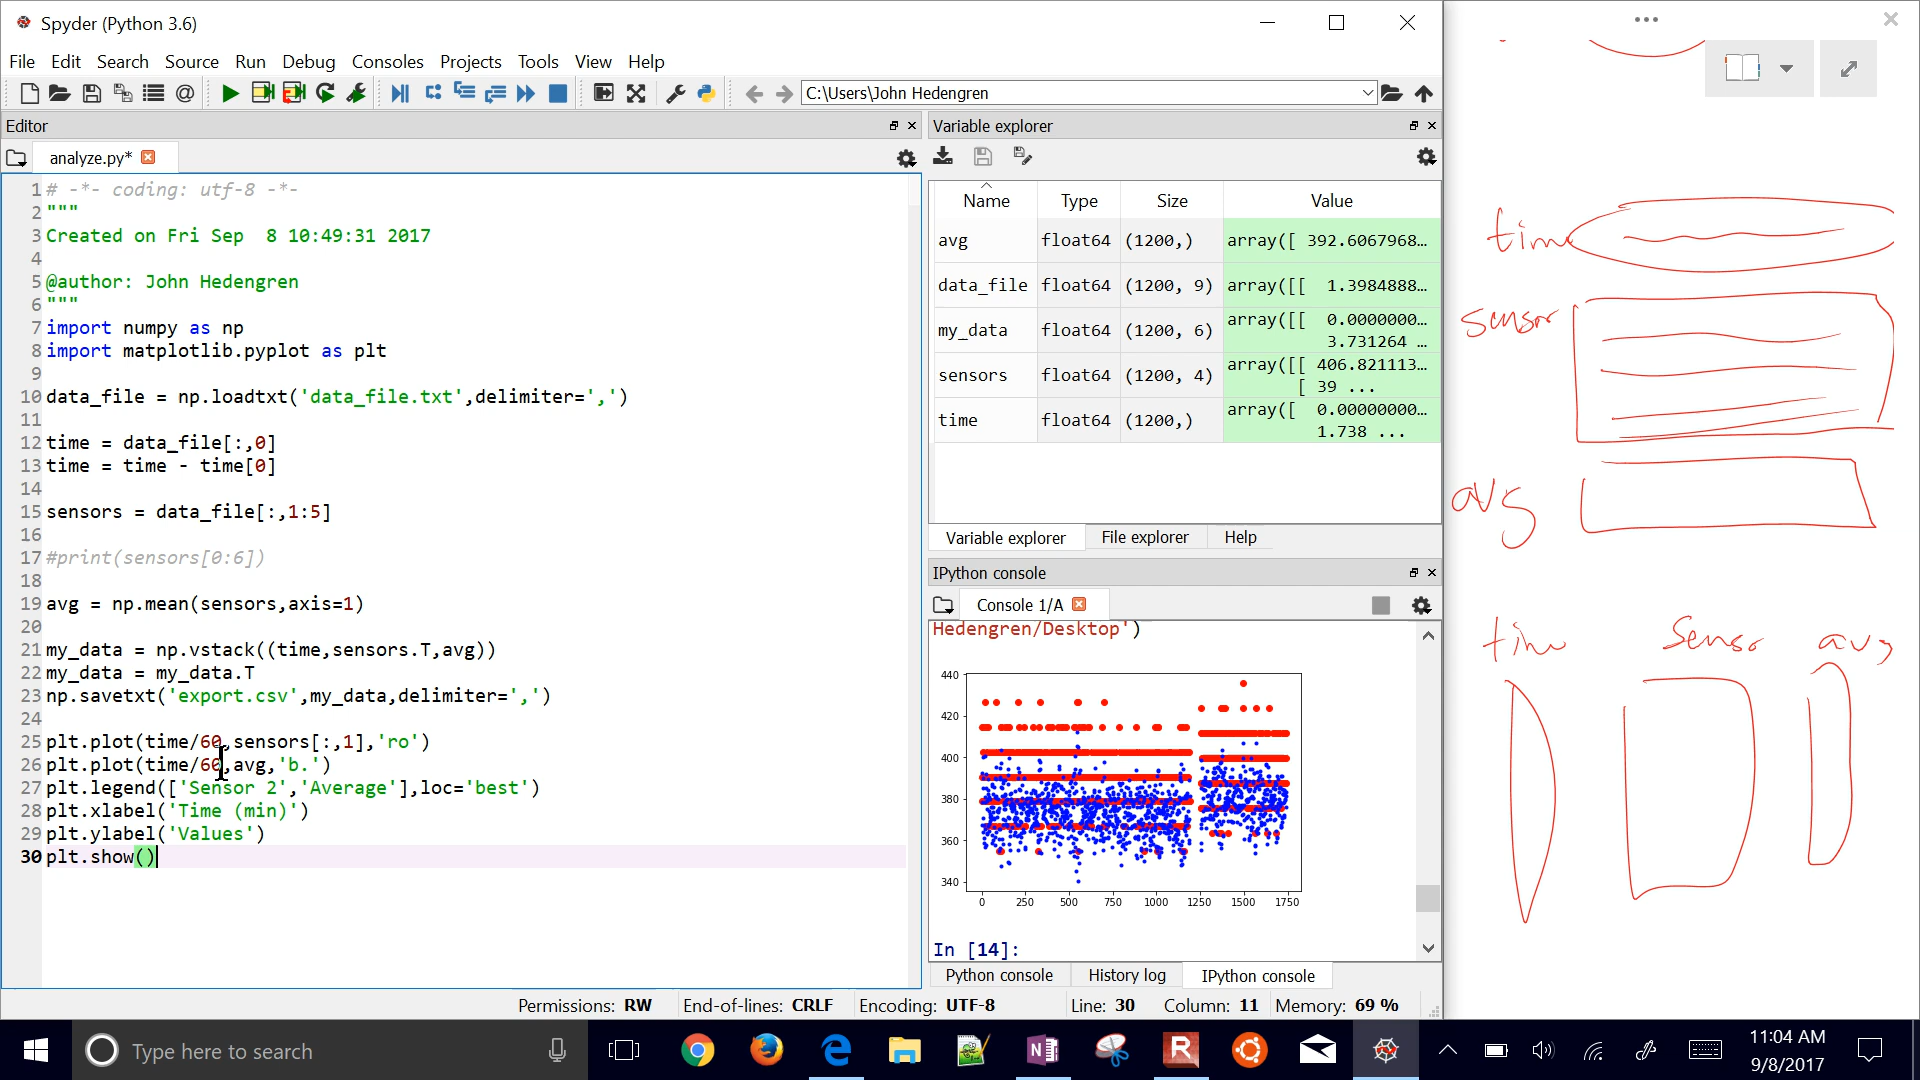 Spyder (Python 3.6)
File Edit Search Source Run Debug Consoles Projects Tools View Help
C:\Users\John Hedengren
Editor
analyze.py*
1 # -*- coding: utf-8 -*-
2 """
3 Created on Fri Sep  8 10:49:31 2017
4
5 @author: John Hedengren
6 """
7 import numpy as np
8 import matplotlib.pyplot as plt
9
10 data_file = np.loadtxt('data_file.txt',delimiter=',')
11
12 time = data_file[:,0]
13 time = time - time[0]
14
15 sensors = data_file[:,1:5]
16
17 #print(sensors[0:6])
18
19 avg = np.mean(sensors,axis=1)
20
21 my_data = np.vstack((time,sensors.T,avg))
22 my_data = my_data.T
23 np.savetxt('export.csv',my_data,delimiter=',')
24
25 plt.plot(time/60,sensors[:,1],'ro')
26 plt.plot(time/60,avg,'b.')
27 plt.legend(['Sensor 2','Average'],loc='best')
28 plt.xlabel('Time (min)')
29 plt.ylabel('Values')
30 plt.show()
Variable explorer
Name Type Size Value
avg float64 (1200,) array([ 392.6067968...
data_file float64 (1200, 9) array([[ 1.3984888...
my_data float64 (1200, 6) array([[ 0.0000000...
3.731264 ...
sensors float64 (1200, 4) array([[ 406.821113...
[ 39 ...
time float64 (1200,) array([ 0.00000000...
1.738 ...
Variable explorer File explorer Help
IPython console
Console 1/A
Hedengren/Desktop')
440
420
400
380
360
340
0 250 500 750 1000 1250 1500 1750
In [14]:
Python console History log IPython console
Permissions: RW End-of-lines: CRLF Encoding: UTF-8 Line: 30 Column: 11 Memory: 69 %
time
sensor
avg
time sensor avg
Type here to search
11:04 AM
9/8/2017